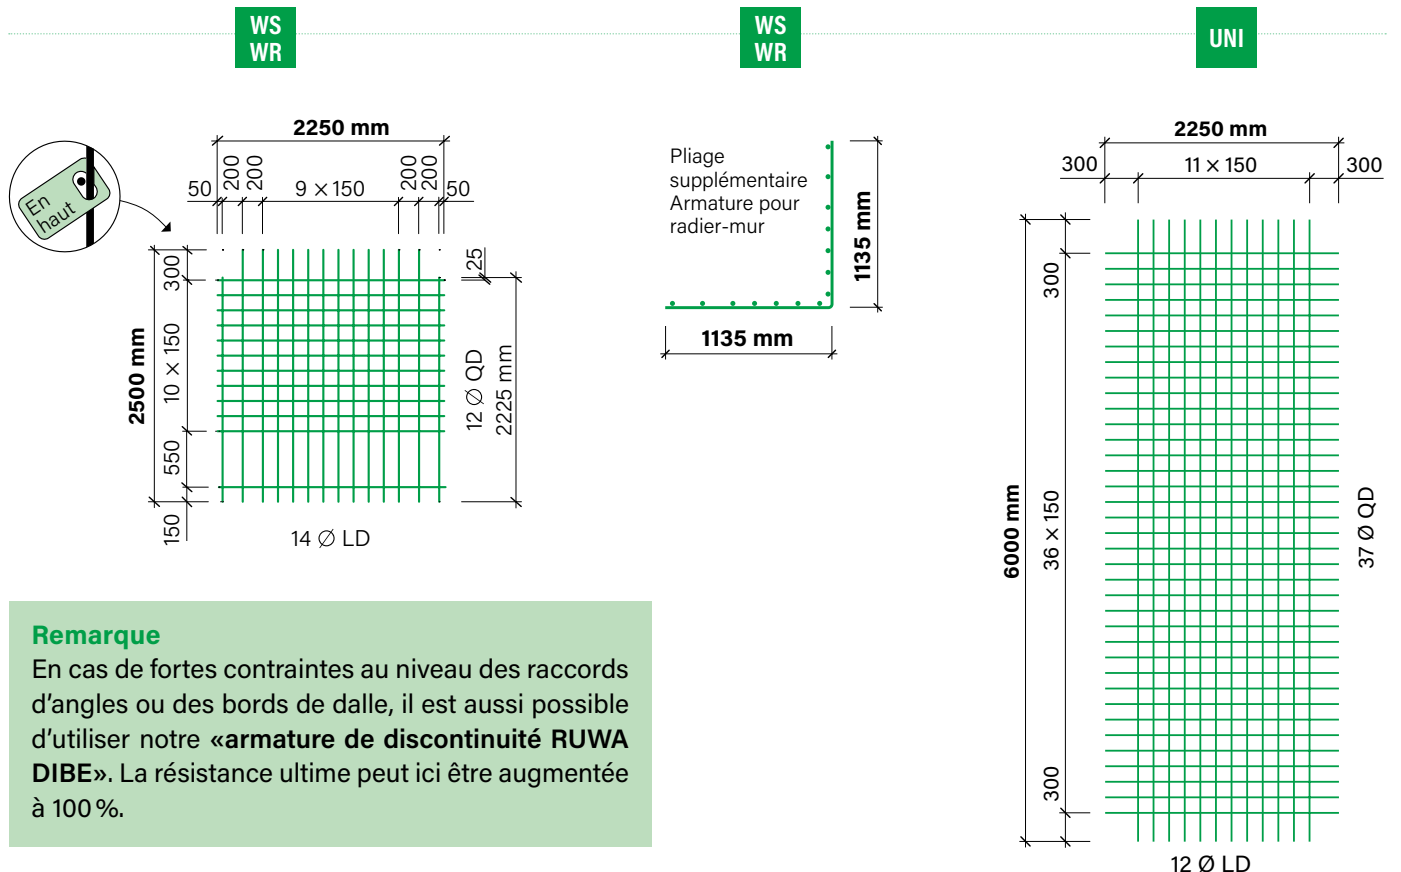 WS
WR
WS
WR
UNI
2250 mm
50
200
200
9 × 150
200
200
50
En
haut
2500 mm
300
10 × 150
550
150
25
12 Ø QD
2225 mm
14 Ø LD
Pliage
supplémentaire
Armature pour
radier-mur
1135 mm
1135 mm
2250 mm
300
11 × 150
300
6000 mm
300
36 × 150
300
37 Ø QD
12 Ø LD
Remarque
En cas de fortes contraintes au niveau des raccords
d'angles ou des bords de dalle, il est aussi possible
d'utiliser notre «armature de discontinuité RUWA
DIBE». La résistance ultime peut ici être augmentée
à 100 %.